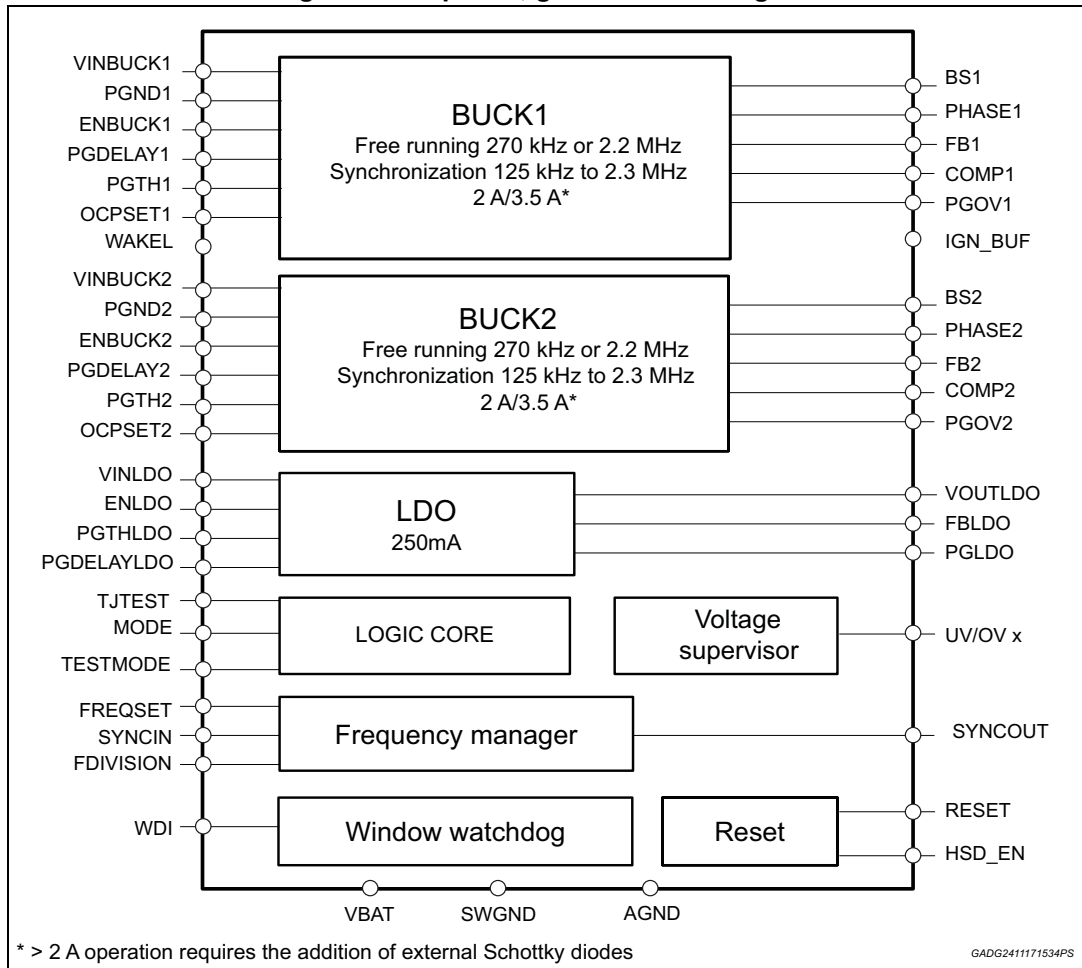 VINBUCK1
PGND1
ENBUCK1
PGDELAY1
PGTH1
OCPSET1
WAKEL
BUCK1
Free running 270 kHz or 2.2 MHz
Synchronization 125 kHz to 2.3 MHz
2 A/3.5 A*
BS1
PHASE1
FB1
COMP1
PGOV1
IGN_BUF
VINBUCK2
PGND2
ENBUCK2
PGDELAY2
PGTH2
OCPSET2
BUCK2
Free running 270 kHz or 2.2 MHz
Synchronization 125 kHz to 2.3 MHz
2 A/3.5 A*
BS2
PHASE2
FB2
COMP2
PGOV2
VINLDO
ENLDO
PGTHLDO
PGDELAYLDO
LDO
250mA
VOUTLDO
FBLDO
PGLDO
TJTEST
MODE
TESTMODE
LOGIC CORE
Voltage
supervisor
UV/OV x
FREQSET
SYNCIN
FDIVISION
Frequency manager
SYNCOUT
WDI
Window watchdog
Reset
RESET
HSD_EN
VBAT
SWGND
AGND
* > 2 A operation requires the addition of external Schottky diodes
GADG2411171534PS